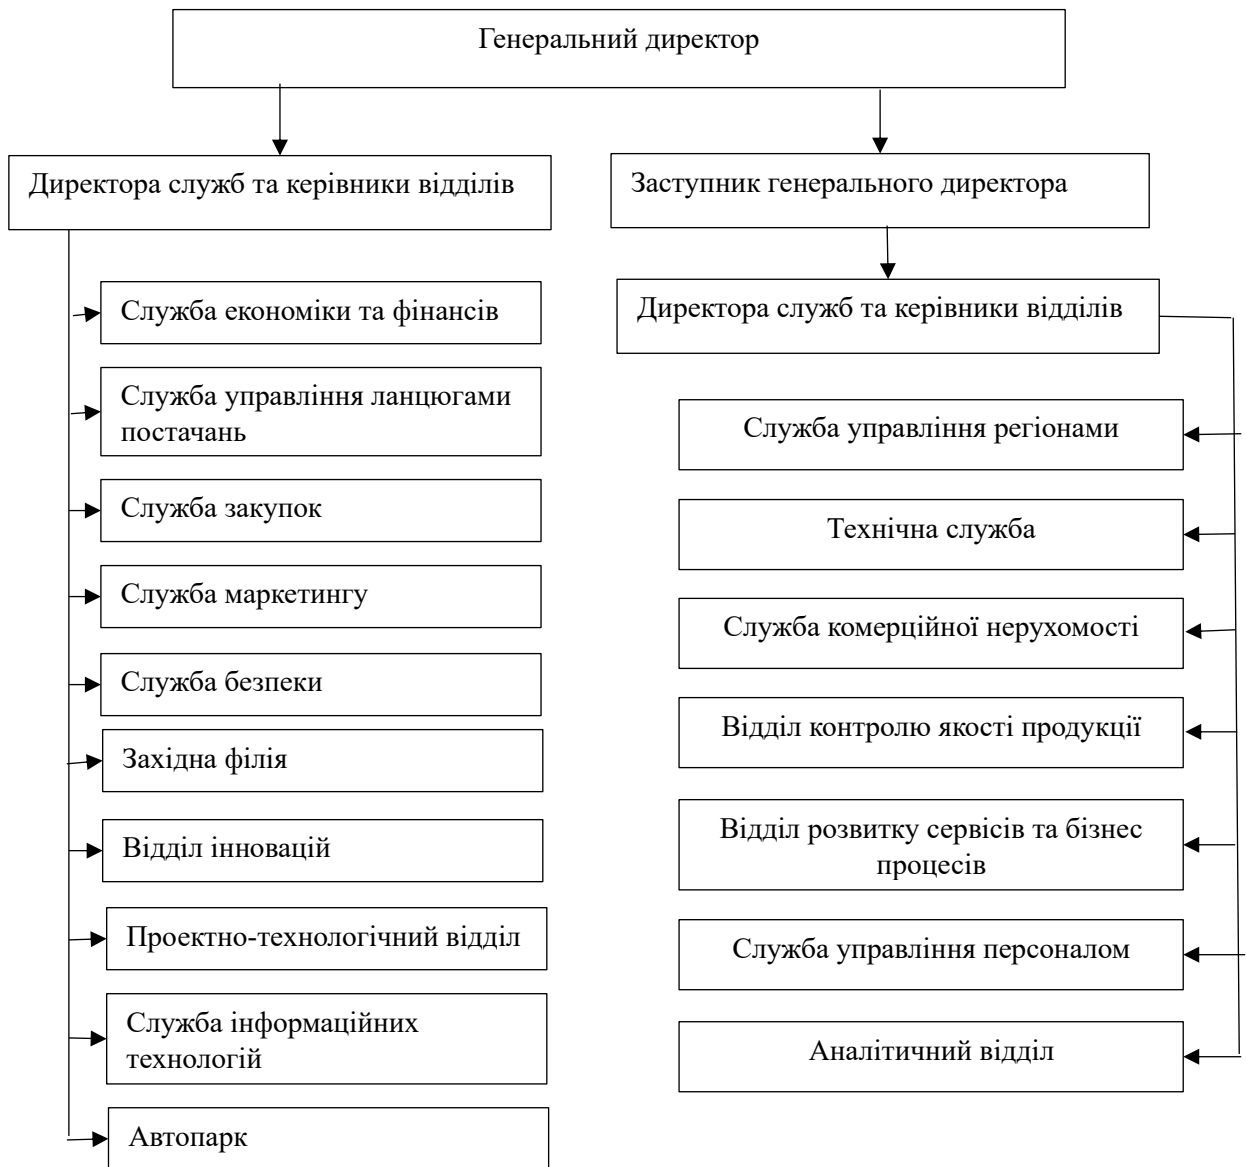 Генеральний директор
Директора служб та керівники відділів
Заступник генерального директора
Служба економіки та фінансів
Служба управління ланцюгами
постачань
Служба закупок
Служба маркетингу
Служба безпеки
Західна філія
Відділ інновацій
Проектно-технологічний відділ
Служба інформаційних
технологій
Автопарк
Директора служб та керівники відділів
Служба управління регіонами
Технічна служба
Служба комерційної нерухомості
Відділ контролю якості продукції
Відділ розвитку сервісів та бізнес
процесів
Служба управління персоналом
Аналітичний відділ